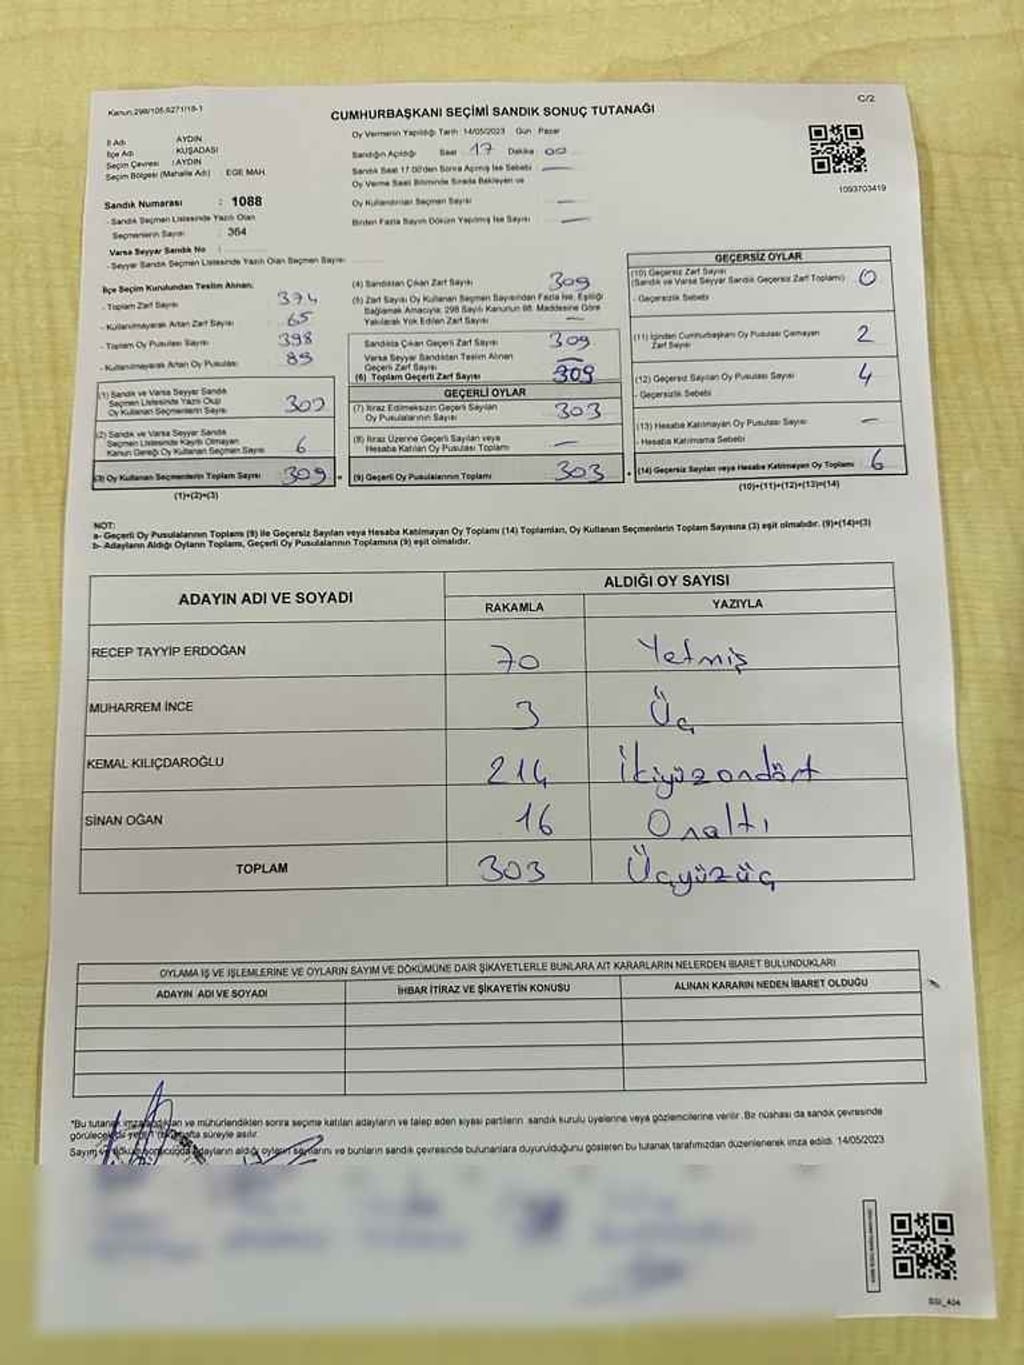 Kanun:298/105,6271/18-1
C/2
CUMHURBAŞKANI SEÇİMİ SANDIK SONUÇ TUTANAĞI
İl Adı AYDIN
İlçe Adı KUŞADASI
Seçim Çevresi : AYDIN
Seçim Bölgesi (Mahalle Adı) EGE MAH.
Sandık Numarası : 1088
- Sandık Seçmen Listesinde Yazılı Olan
Seçmenlerin Sayısı : 364
Varsa Seyyar Sandık No :
- Seyyar Sandık Seçmen Listesinde Yazılı Olan Seçmen Sayısı
Oy Vermenin Yapıldığı Tarih :14/05/2023 Gün : Pazar
Sandığın Açıldığı Saat 17 Dakika 00
Sandık Saat 17:00'den Sonra Açılmış İse Sebebi —
Oy Verme Saati Bitiminde Sırada Bekleyen ve
Oy Kullandırılan Seçmen Sayısı —
Birden Fazla Sayım Döküm Yapılmış İse Sayısı —
1093703419
İlçe Seçim Kurulundan Teslim Alınan:
- Toplam Zarf Sayısı 374
- Kullanılmayarak Artan Zarf Sayısı 65
- Toplam Oy Pusulası Sayısı 398
- Kullanılmayarak Artan Oy Pusulası 89
(1) Sandık ve Varsa Seyyar Sandık
Seçmen Listesinde Yazılı Olup
Oy Kullanan Seçmenlerin Sayısı
(2) Sandık ve Varsa Seyyar Sandık
Seçmen Listesinde Kayıtlı Olmayan
Kanun Gereği Oy Kullanan Seçmen Sayısı 6
(3) Oy Kullanan Seçmenlerin Toplam Sayısı 309
(1)+(2)=(3)
(4) Sandıktan Çıkan Zarf Sayısı 309
(5) Zarf Sayısı Oy Kullanan Seçmen Sayısından Fazla İse, Eşitliği
Sağlamak Amacıyla; 298 Sayılı Kanunun 98. Maddesine Göre
Yakılarak Yok Edilen Zarf Sayısı —
Sandıkta Çıkan Geçerli Zarf Sayısı 309
Varsa Seyyar Sandıktan Teslim Alınan
Geçerli Zarf Sayısı —
(6) Toplam Geçerli Zarf Sayısı 309
GEÇERLİ OYLAR
(7) İtiraz Edilmeksizin Geçerli Sayılan
Oy Pusulalarının Sayısı 303
(8) İtiraz Üzerine Geçerli Sayılan veya
Hesaba Katılan Oy Pusulası Toplamı —
(9) Geçerli Oy Pusulalarının Toplamı 303
GEÇERSİZ OYLAR
(10) Geçersiz Zarf Sayısı
(Sandık ve Varsa Seyyar Sandık Geçersiz Zarf Toplamı) 0
- Geçersizlik Sebebi
(11) İçinden Cumhurbaşkanı Oy Pusulası Çıkmayan
Zarf Sayısı 2
(12) Geçersiz Sayılan Oy Pusulası Sayısı 4
- Geçersizlik Sebebi
(13) Hesaba Katılmayan Oy Pusulası Sayısı —
- Hesaba Katılmama Sebebi
(14) Geçersiz Sayılan veya Hesaba Katılmayan Oy Toplamı 6
(10)+(11)+(12)+(13)=(14)
NOT:
a- Geçerli Oy Pusulalarının Toplamı (9) ile Geçersiz Sayılan veya Hesaba Katılmayan Oy Toplamı (14) Toplamları, Oy Kullanan Seçmenlerin Toplam Sayısına (3) eşit olmalıdır. (9)+(14)=(3)
b- Adayların Aldığı Oyların Toplamı, Geçerli Oy Pusulalarının Toplamına (9) eşit olmalıdır.
ADAYIN ADI VE SOYADI
ALDIĞI OY SAYISI
RAKAMLA YAZIYLA
RECEP TAYYİP ERDOĞAN 70 Yetmiş
MUHARREM İNCE 3 Üç
KEMAL KILIÇDAROĞLU 214 İkiyüzondört
SİNAN OĞAN 16 Onaltı
TOPLAM 303 Üçyüzüç
OYLAMA İŞ VE İŞLEMLERİNE VE OYLARIN SAYIM VE DÖKÜMÜNE DAİR ŞİKAYETLERLE BUNLARA AİT KARARLARIN NELERDEN İBARET BULUNDUKLARI
ADAYIN ADI VE SOYADI İHBAR İTİRAZ VE ŞİKAYETİN KONUSU ALINAN KARARIN NEDEN İBARET OLDUĞU
*Bu tutanak imzalandıktan ve mühürlendikten sonra seçime katılan adayların ve talep eden siyasi partilerin sandık kurulu üyelerine veya gözlemcilerine verilir. Bir nüshası da sandık çevresinde
görülecek bir yere 1 hafta süreyle asılır.
Sayım ve döküm sonucunda adayların aldığı oyların sayılarını ve bunların sandık çevresinde bulunanlara duyurulduğunu gösteren bu tutanak tarafımızdan düzenlenerek imza edildi. 14/05/2023